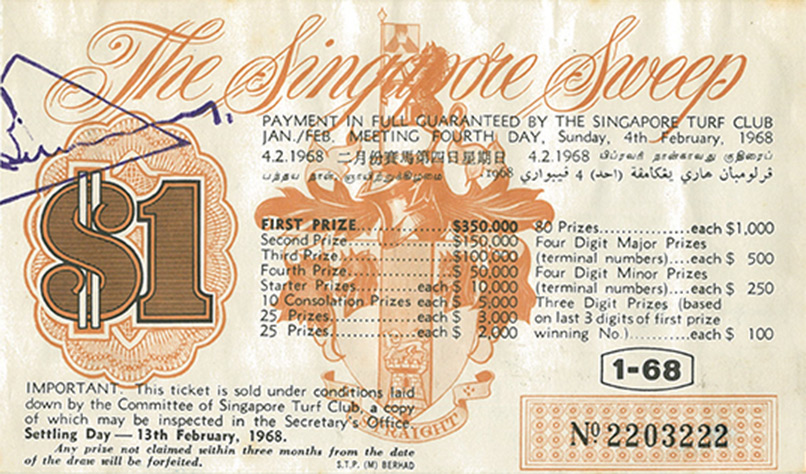 The Singapore Sweep
PAYMENT IN FULL GUARANTEED BY THE SINGAPORE TURF CLUB
JAN./FEB. MEETING FOURTH DAY, Sunday, 4th February, 1968
4.2.1968 二月份賽馬第四日星期日 4.2.1968 பிப்ரவரி நான்காவது குதிரைப்
பந்தய நாள், ஞாயிற்றுக்கிழமை
1968 فرلومبان هاري يڠكامڤة (احد) 4 فيبواري
$1
FIRST PRIZE $350,000
Second Prize $150,000
Third Prize $100,000
Fourth Prize $ 50,000
Starter Prizes each $ 10,000
10 Consolation Prizes each $ 5,000
25 Prizes each $ 3,000
25 Prizes each $ 2,000
80 Prizes each $1,000
Four Digit Major Prizes
(terminal numbers) each $ 500
Four Digit Minor Prizes
(terminal numbers) each $ 250
Three Digit Prizes (based
on last 3 digits of first prize
winning No.) each $ 100
1-68
IMPORTANT. This ticket is sold under conditions laid
down by the Committee of Singapore Turf Club, a copy
of which may be inspected in the Secretary's Office.
Settling Day — 13th February, 1968.
Any prize not claimed within three months from the date
of the draw will be forfeited.
S.T.P. (M) BERHAD
STRAIGHT
Nº 2203222